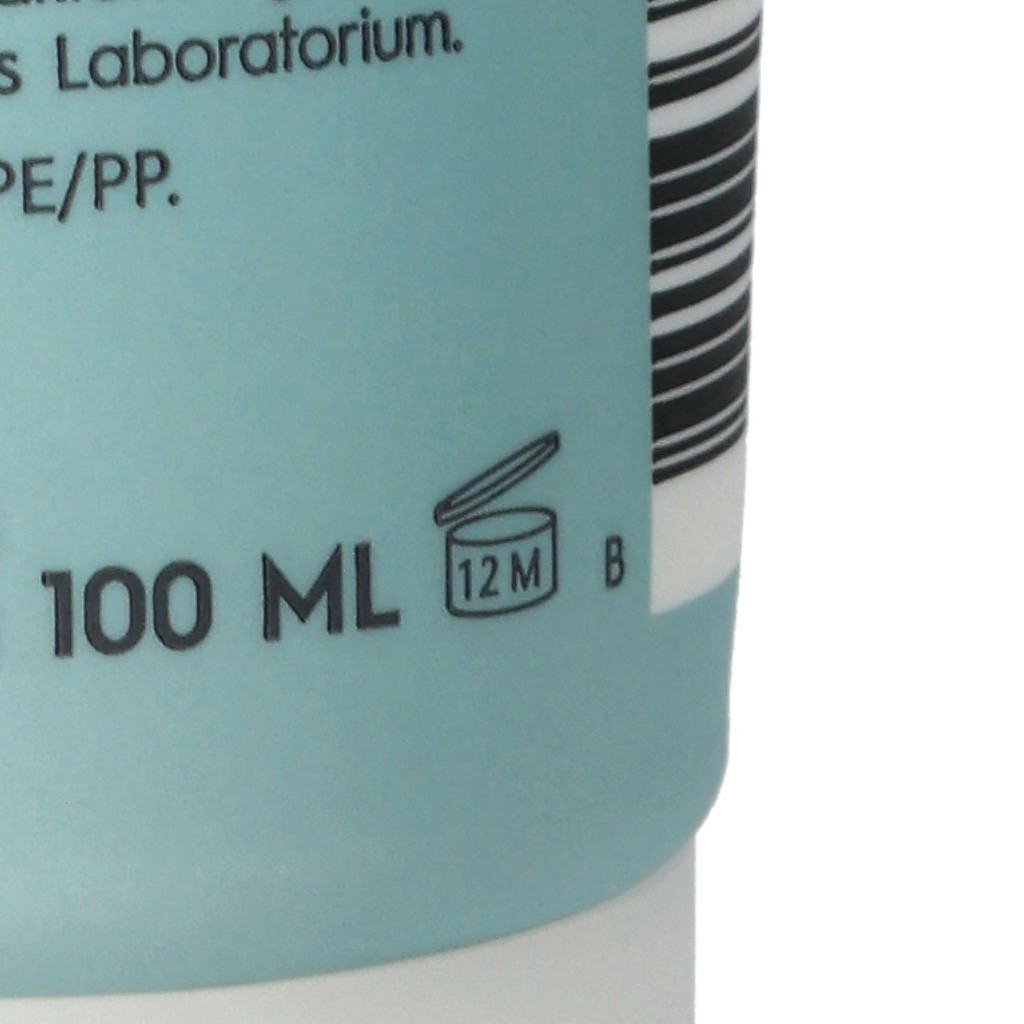 s Laboratorium.
PE/PP.
100 ML 12 M B